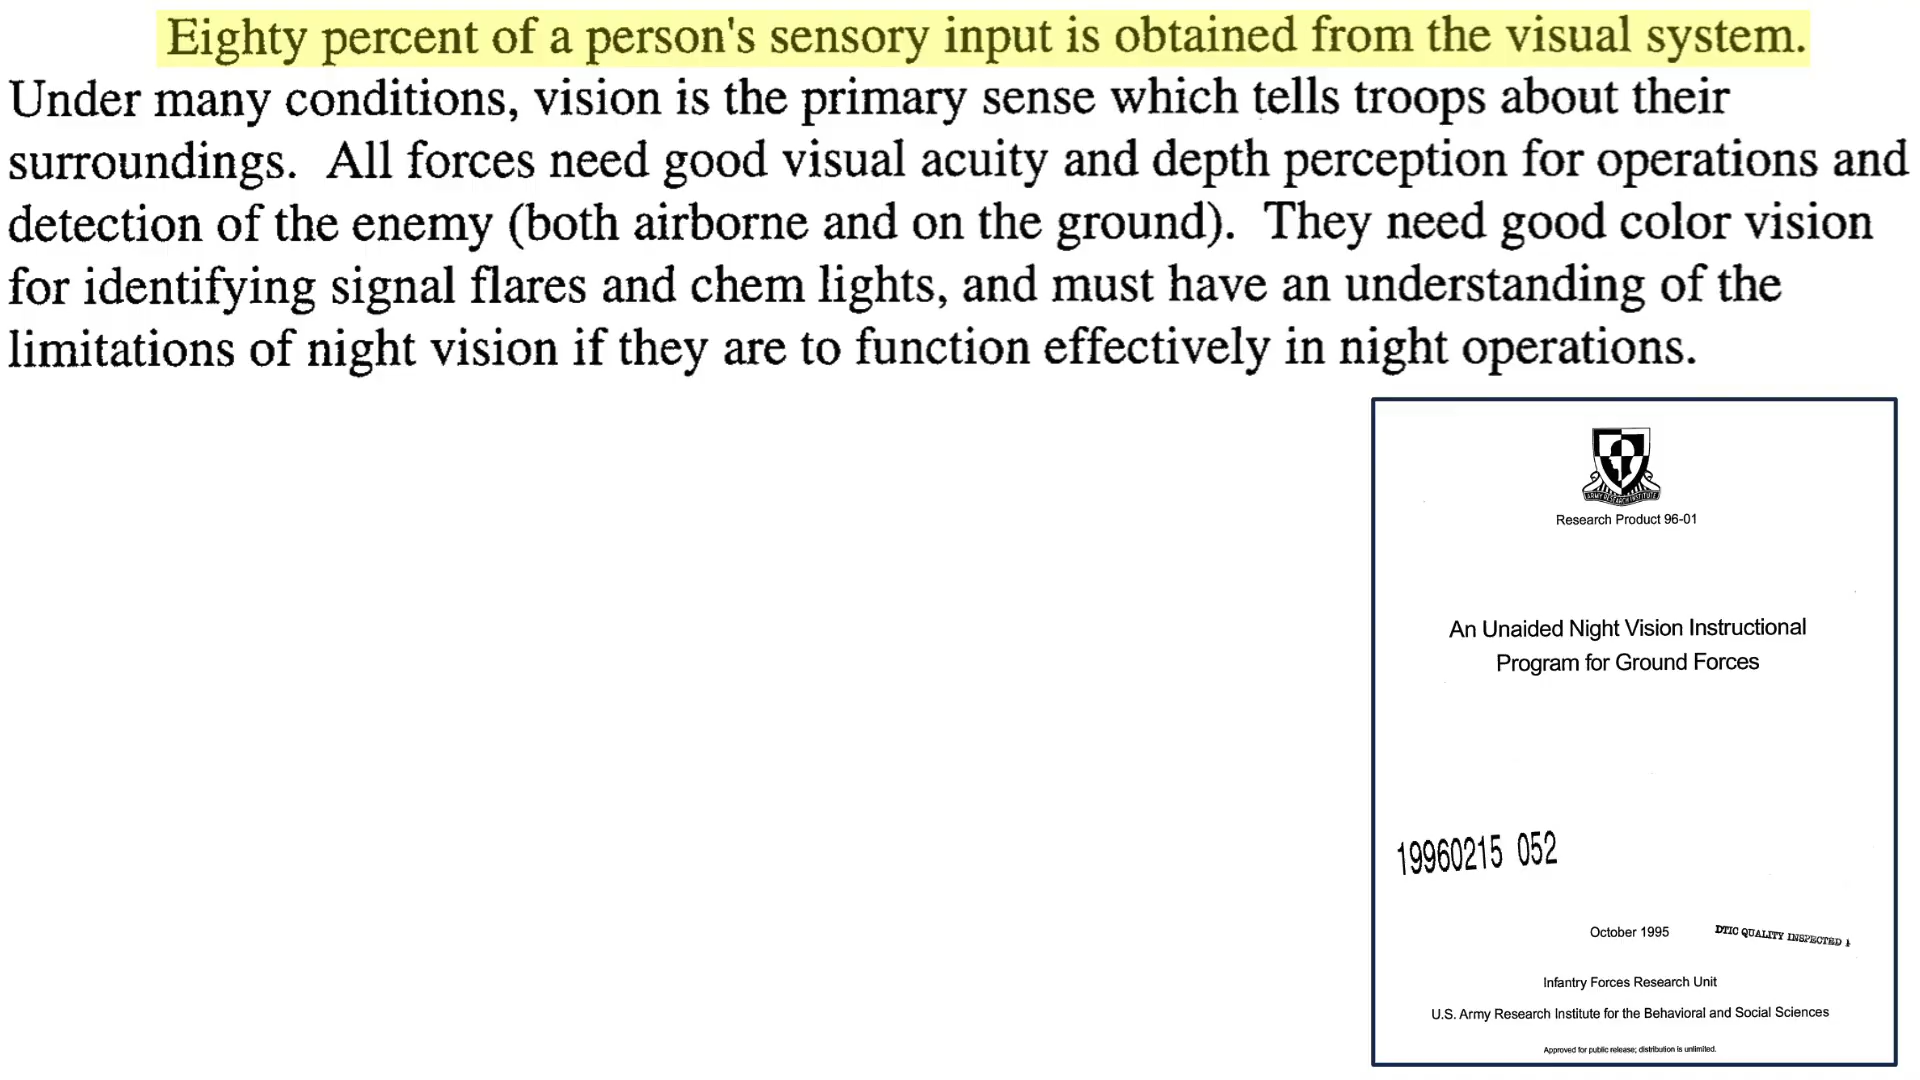 Eighty percent of a person's sensory input is obtained from the visual system.
Under many conditions, vision is the primary sense which tells troops about their
surroundings. All forces need good visual acuity and depth perception for operations and
detection of the enemy (both airborne and on the ground). They need good color vision
for identifying signal flares and chem lights, and must have an understanding of the
limitations of night vision if they are to function effectively in night operations.
ARMY RESEARCH INSTITUTE
Research Product 96-01
An Unaided Night Vision Instructional
Program for Ground Forces
19960215 052
October 1995
DTIC QUALITY INSPECTED 1
Infantry Forces Research Unit
U.S. Army Research Institute for the Behavioral and Social Sciences
Approved for public release; distribution is unlimited.